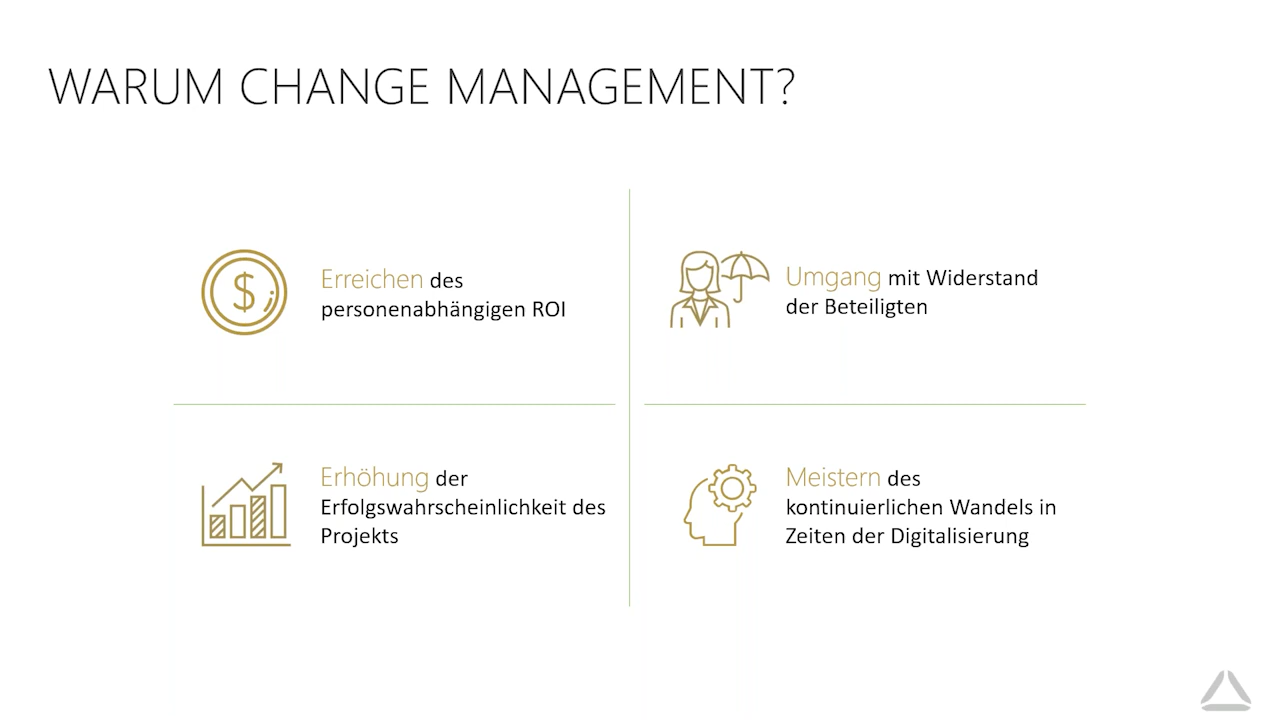 WARUM CHANGE MANAGEMENT?
Erreichen des
personenabhängigen ROI
Umgang mit Widerstand
der Beteiligten
Erhöhung der
Erfolgswahrscheinlichkeit des
Projekts
Meistern des
kontinuierlichen Wandels in
Zeiten der Digitalisierung